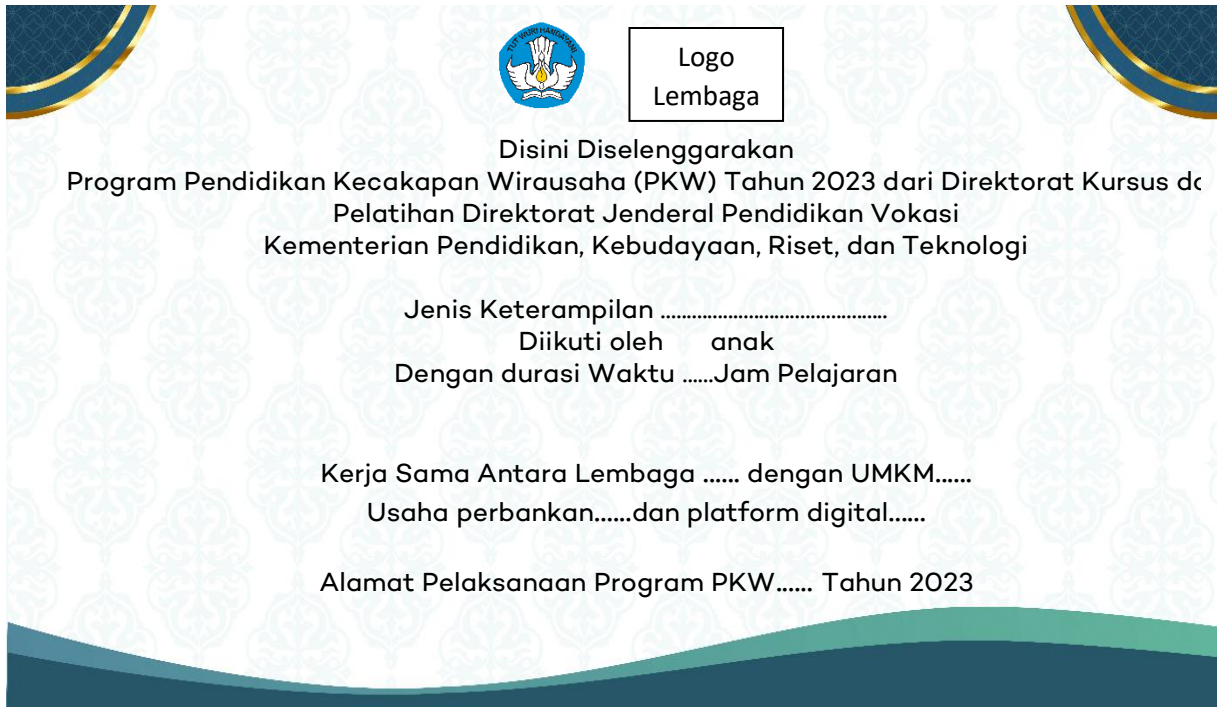 TUT WURI HANDAYANI
Logo
Lembaga
Disini Diselenggarakan
Program Pendidikan Kecakapan Wirausaha (PKW) Tahun 2023 dari Direktorat Kursus da
Pelatihan Direktorat Jenderal Pendidikan Vokasi
Kementerian Pendidikan, Kebudayaan, Riset, dan Teknologi
Jenis Keterampilan ............................................
Diikuti oleh anak
Dengan durasi Waktu ......Jam Pelajaran
Kerja Sama Antara Lembaga ...... dengan UMKM......
Usaha perbankan......dan platform digital......
Alamat Pelaksanaan Program PKW...... Tahun 2023